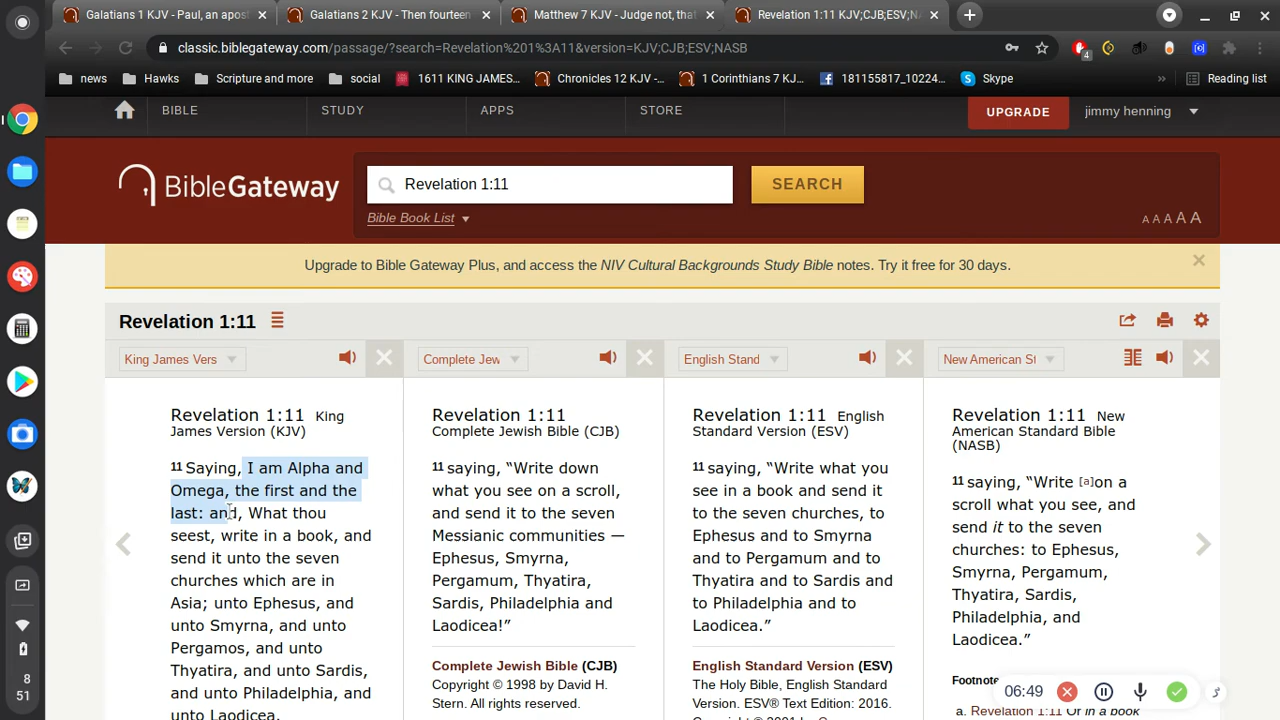 Galatians 1 KJV - Paul, an apost
Galatians 2 KJV - Then fourteen
Matthew 7 KJV - Judge not, that
Revelation 1:11 KJV;CJB;ESV;N
classic.biblegateway.com/passage/?search=Revelation%201%3A11&version=KJV;CJB;ESV;NASB
4
news
Hawks
Scripture and more
social
1611 KING JAMES...
Chronicles 12 KJV -...
1 Corinthians 7 KJ...
181155817_10224...
Skype
»
Reading list
BIBLE
STUDY
APPS
STORE
UPGRADE
jimmy henning
BibleGateway
Revelation 1:11
SEARCH
Bible Book List
A A A A A
Upgrade to Bible Gateway Plus, and access the NIV Cultural Backgrounds Study Bible notes. Try it free for 30 days.
Revelation 1:11
King James Vers
Complete Jew
English Stand
New American St
Revelation 1:11 King
James Version (KJV)
11 Saying, I am Alpha and
Omega, the first and the
last: and, What thou
seest, write in a book, and
send it unto the seven
churches which are in
Asia; unto Ephesus, and
unto Smyrna, and unto
Pergamos, and unto
Thyatira, and unto Sardis,
and unto Philadelphia, and
unto Laodicea.
Revelation 1:11
Complete Jewish Bible (CJB)
11 saying, “Write down
what you see on a scroll,
and send it to the seven
Messianic communities —
Ephesus, Smyrna,
Pergamum, Thyatira,
Sardis, Philadelphia and
Laodicea!”
Complete Jewish Bible (CJB)
Copyright © 1998 by David H.
Stern. All rights reserved.
Revelation 1:11 English
Standard Version (ESV)
11 saying, “Write what you
see in a book and send it
to the seven churches, to
Ephesus and to Smyrna
and to Pergamum and to
Thyatira and to Sardis and
to Philadelphia and to
Laodicea.”
English Standard Version (ESV)
The Holy Bible, English Standard
Version. ESV® Text Edition: 2016.
Copyright © 2001 by
Revelation 1:11 New
American Standard Bible
(NASB)
11 saying, “Write [a]on a
scroll what you see, and
send it to the seven
churches: to Ephesus,
Smyrna, Pergamum,
Thyatira, Sardis,
Philadelphia, and
Laodicea.”
Footnote
a. Revelation 1:11 Or in a book
06:49
8
51